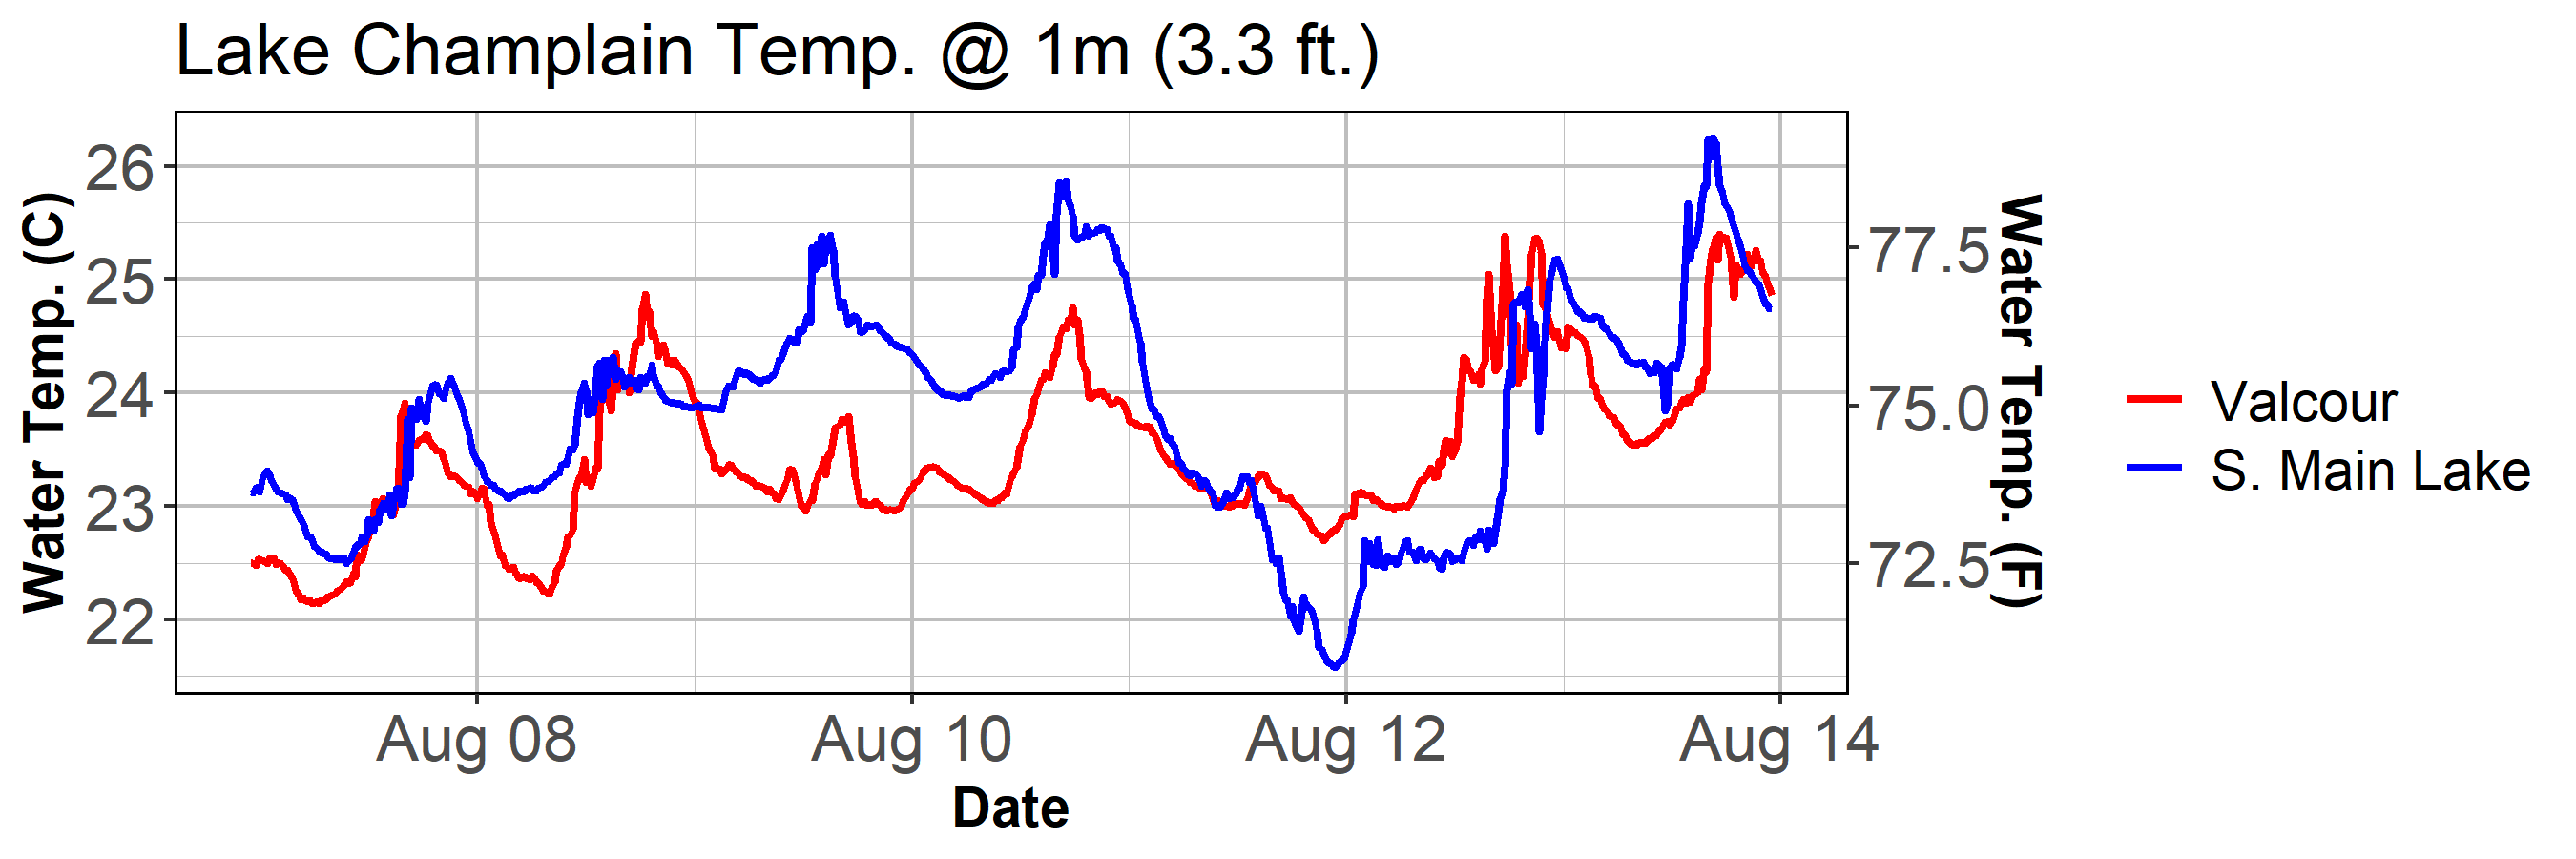 Lake Champlain Temp. @ 1m (3.3 ft.)
Water Temp. (C)
26
25
24
23
22
77.5
75.0
72.5
Water Temp. (F)
Aug 08
Aug 10
Aug 12
Aug 14
Date
Valcour
S. Main Lake